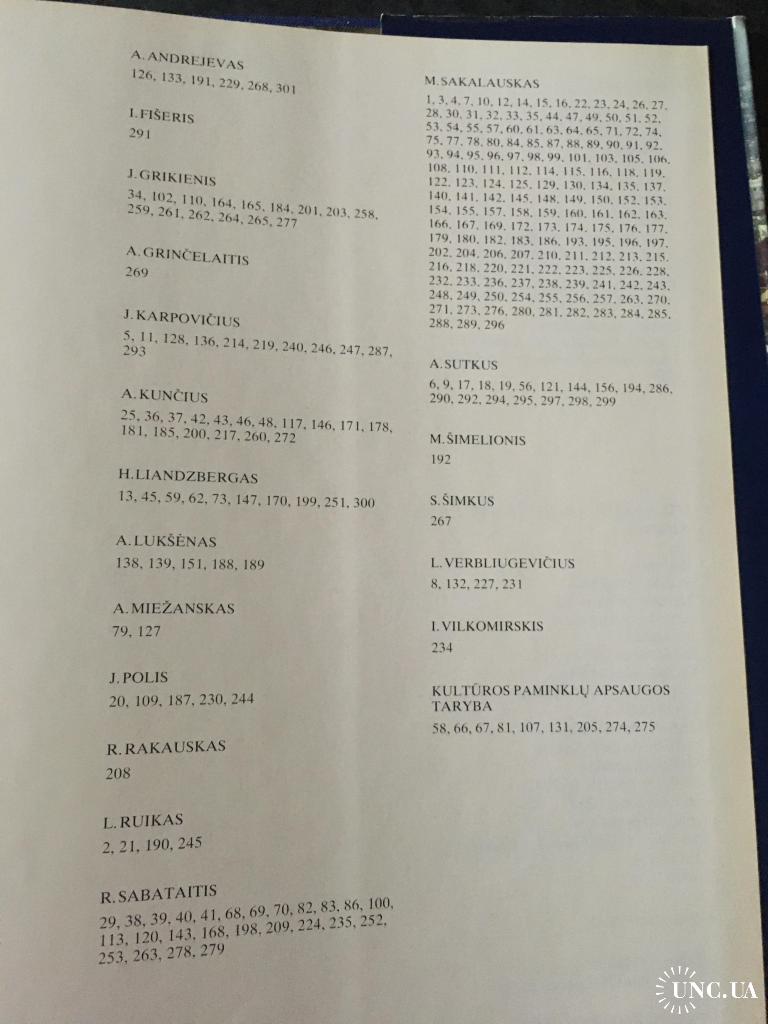 A. ANDREJEVAS
126, 133, 191, 229, 268, 301
I. FIŠERIS
291
J. GRIKIENIS
34, 102, 110, 164, 165, 184, 201, 203, 258,
259, 261, 262, 264, 265, 277
A. GRINČELAITIS
269
J. KARPOVIČIUS
5, 11, 128, 136, 214, 219, 240, 246, 247, 287,
293
A. KUNČIUS
25, 36, 37, 42, 43, 46, 48, 117, 146, 171, 178,
181, 185, 200, 217, 260, 272
H. LIANDZBERGAS
13, 45, 59, 62, 73, 147, 170, 199, 251, 300
A. LUKŠĖNAS
138, 139, 151, 188, 189
A. MIEŽANSKAS
79, 127
J. POLIS
20, 109, 187, 230, 244
R. RAKAUSKAS
208
L. RUIKAS
2, 21, 190, 245
R. SABATAITIS
29, 38, 39, 40, 41, 68, 69, 70, 82, 83, 86, 100,
113, 120, 143, 168, 198, 209, 224, 235, 252,
253, 263, 278, 279
M. SAKALAUSKAS
1, 3, 4, 7, 10, 12, 14, 15, 16, 22, 23, 24, 26, 27,
28, 30, 31, 32, 33, 35, 44, 47, 49, 50, 51, 52,
53, 54, 55, 57, 60, 61, 63, 64, 65, 71, 72, 74,
75, 77, 78, 80, 84, 85, 87, 88, 89, 90, 91, 92,
93, 94, 95, 96, 97, 98, 99, 101, 103, 105, 106,
108, 110, 111, 112, 114, 115, 116, 118, 119,
122, 123, 124, 125, 129, 130, 134, 135, 137,
140, 141, 142, 145, 148, 149, 150, 152, 153,
154, 155, 157, 158, 159, 160, 161, 162, 163,
166, 167, 169, 172, 173, 174, 175, 176, 177,
179, 180, 182, 183, 186, 193, 195, 196, 197,
202, 204, 206, 207, 210, 211, 212, 213, 215,
216, 218, 220, 221, 222, 223, 225, 226, 228,
232, 233, 236, 237, 238, 239, 241, 242, 243,
248, 249, 250, 254, 255, 256, 257, 263, 270,
271, 273, 276, 280, 281, 282, 283, 284, 285,
288, 289, 296
A. SUTKUS
6, 9, 17, 18, 19, 56, 121, 144, 156, 194, 286,
290, 292, 294, 295, 297, 298, 299
M. ŠIMELIONIS
192
S. ŠIMKUS
267
L. VERBLIUGEVIČIUS
8, 132, 227, 231
I. VILKOMIRSKIS
234
KULTŪROS PAMINKLŲ APSAUGOS
TARYBA
58, 66, 67, 81, 107, 131, 205, 274, 275
UNC.UA